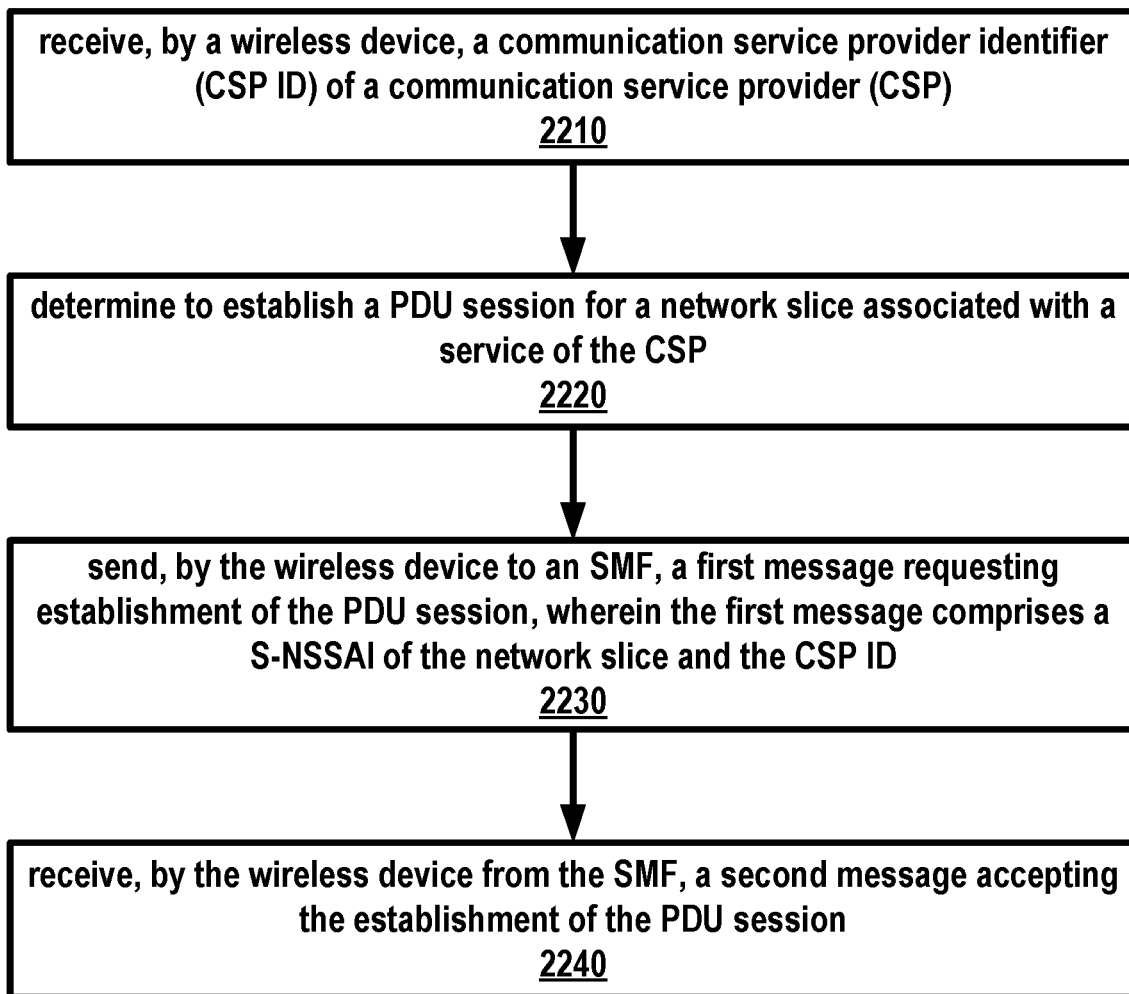 receive, by a wireless device, a communication service provider identifier
(CSP ID) of a communication service provider (CSP)
2210
determine to establish a PDU session for a network slice associated with a
service of the CSP
2220
send, by the wireless device to an SMF, a first message requesting
establishment of the PDU session, wherein the first message comprises a
S-NSSAI of the network slice and the CSP ID
2230
receive, by the wireless device from the SMF, a second message accepting
the establishment of the PDU session
2240